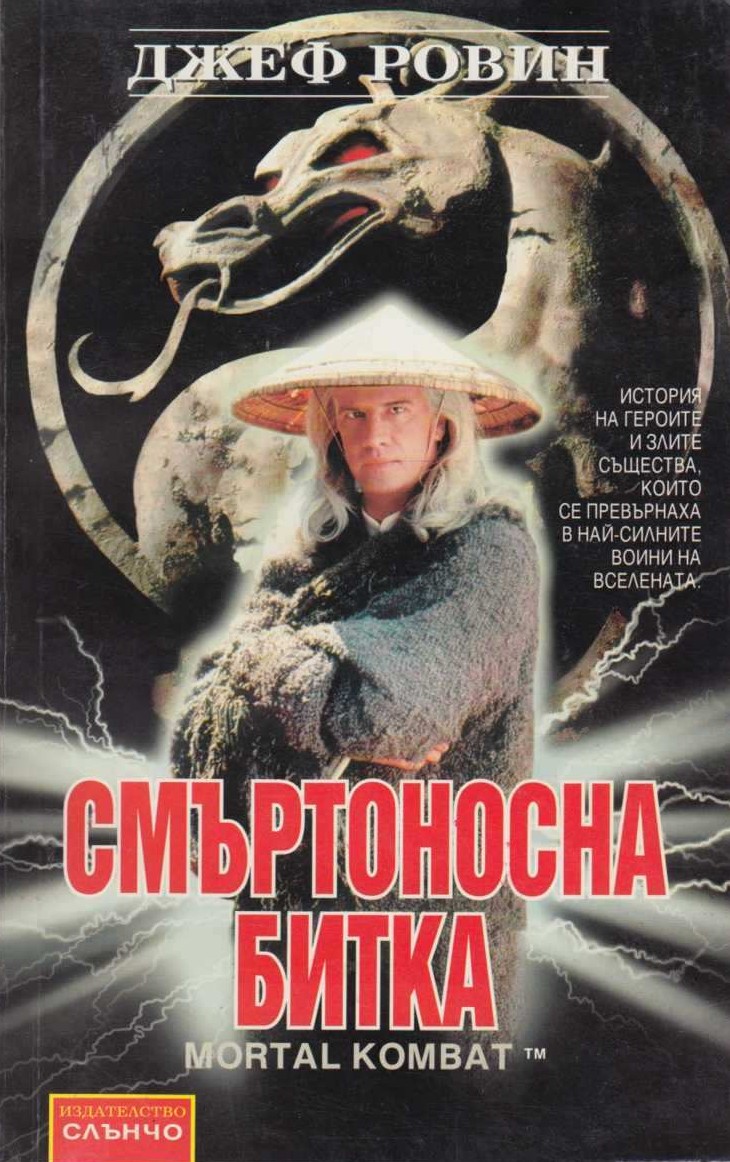 ДЖЕФ РОВИН
ИСТОРИЯ
НА ГЕРОИТЕ
И ЗЛИТЕ
СЪЩЕСТВА,
КОИТО
СЕ ПРЕВЪРНАХА
В НАЙ-СИЛНИТЕ
ВОИНИ НА
ВСЕЛЕНАТА.
СМЪРТОНОСНА
БИТКА
MORTAL KOMBAT ™
ИЗДАТЕЛСТВО
СЛЪНЧО